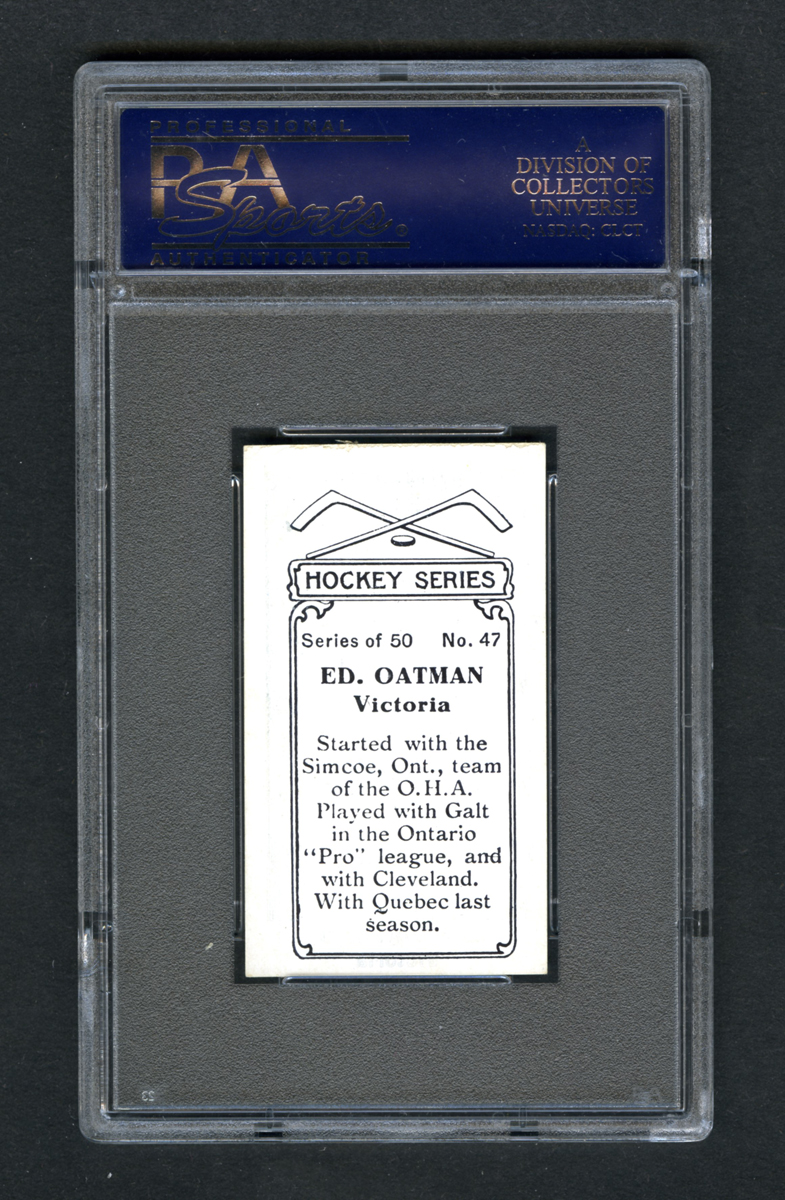 PROFESSIONAL
PSA
Sports®
AUTHENTICATOR
A
DIVISION OF
COLLECTORS
UNIVERSE
NASDAQ: CLCT
HOCKEY SERIES
Series of 50 No. 47
ED. OATMAN
Victoria
Started with the
Simcoe, Ont., team
of the O.H.A.
Played with Galt
in the Ontario
“Pro” league, and
with Cleveland.
With Quebec last
season.
23